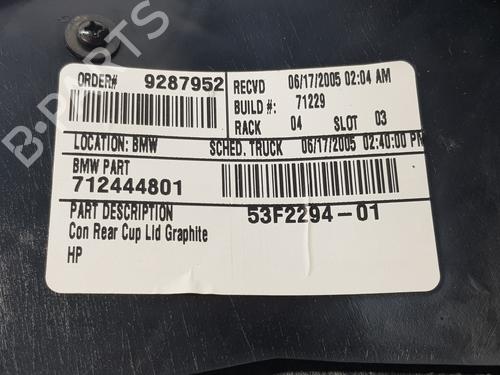 ORDER# 9287952
RECVD 06/17/2005 02:04 AM
BUILD #: 71229
RACK 04 SLOT 03
LOCATION: BMW SCHED. TRUCK 06/17/2005 02:40:00 PM
BMW PART
712444801
PART DESCRIPTION 53F2294-01
Con Rear Cup Lid Graphite
HP
B-PARTS